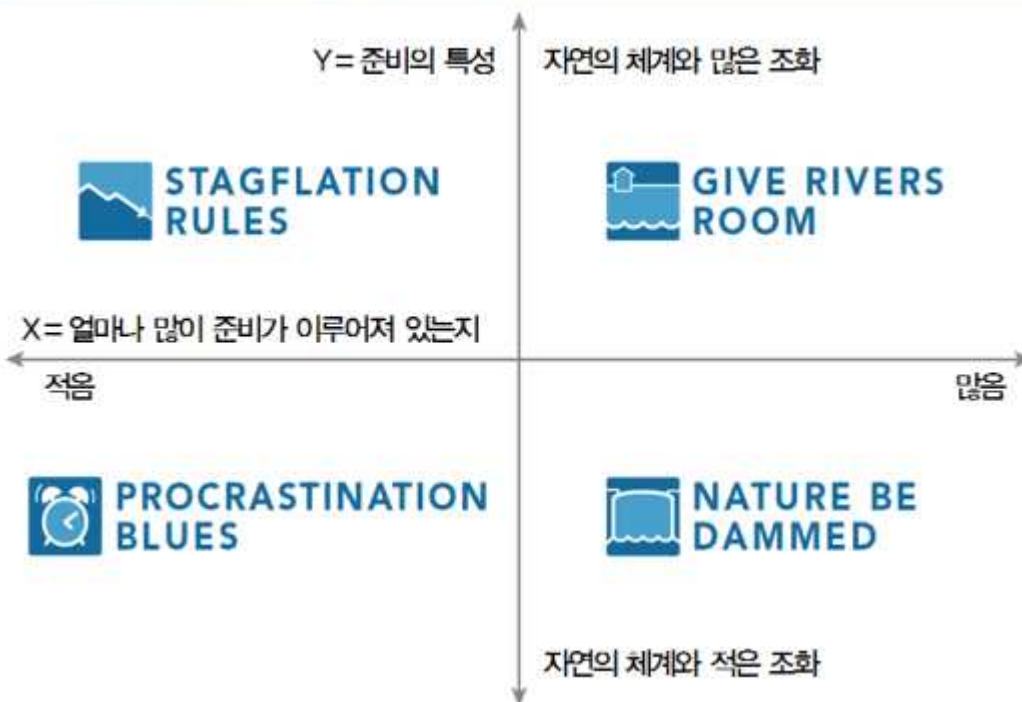 Y= 준비의 특성
자연의 체계와 많은 조화
STAGFLATION
RULES
GIVE RIVERS
ROOM
X= 얼마나 많이 준비가 이루어져 있는지
적음
많음
PROCRASTINATION
BLUES
NATURE BE
DAMMED
자연의 체계와 적은 조화